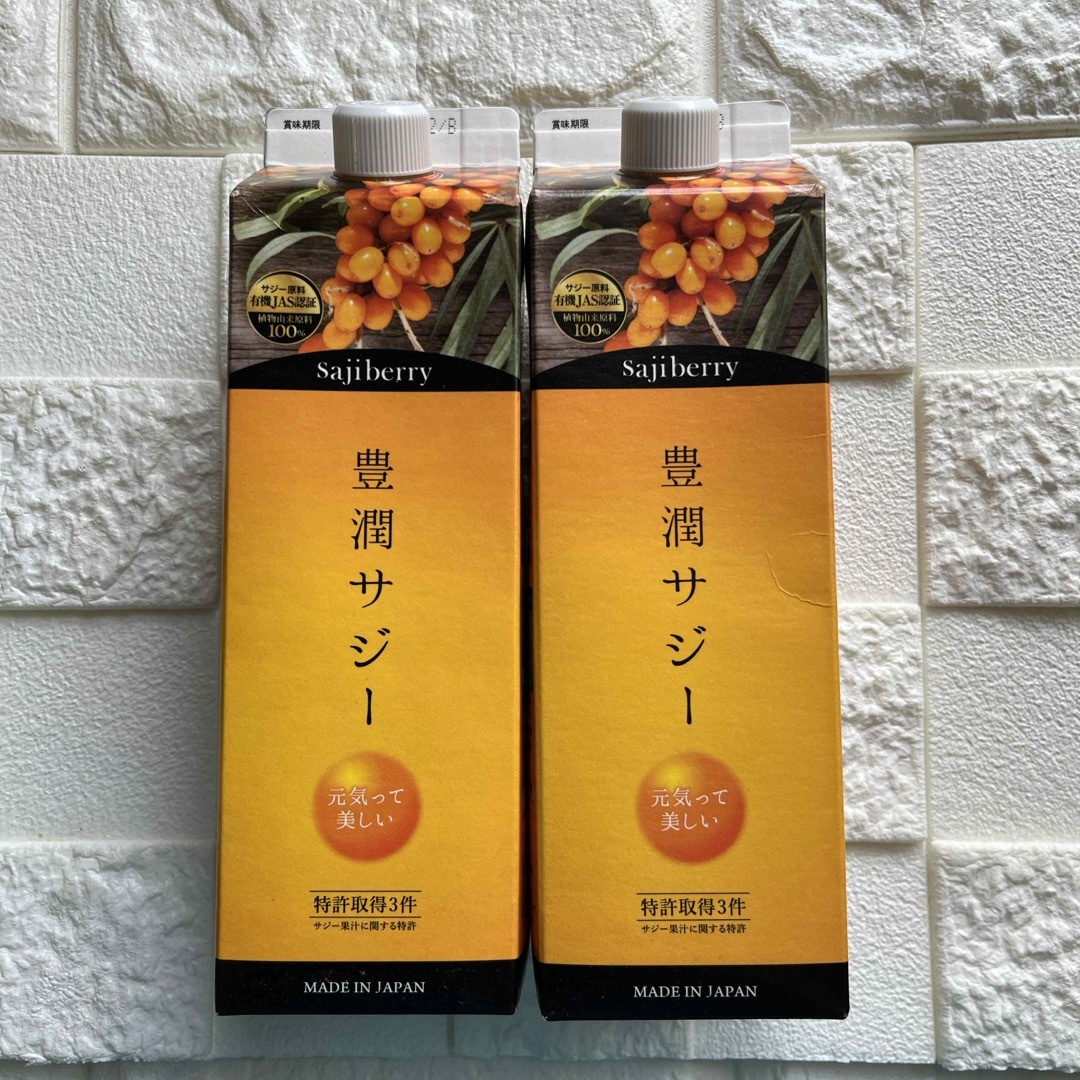 賞味期限
2/B
サジー原料
有機JAS認証
植物由来原料
100%
sajiberry
豊潤サジー
元気って
美しい
特許取得3件
サジー果汁に関する特許
MADE IN JAPAN
賞味期限
サジー原料
有機JAS認証
植物由来原料
100%
sajiberry
豊潤サジー
元気って
美しい
特許取得3件
サジー果汁に関する特許
MADE IN JAPAN